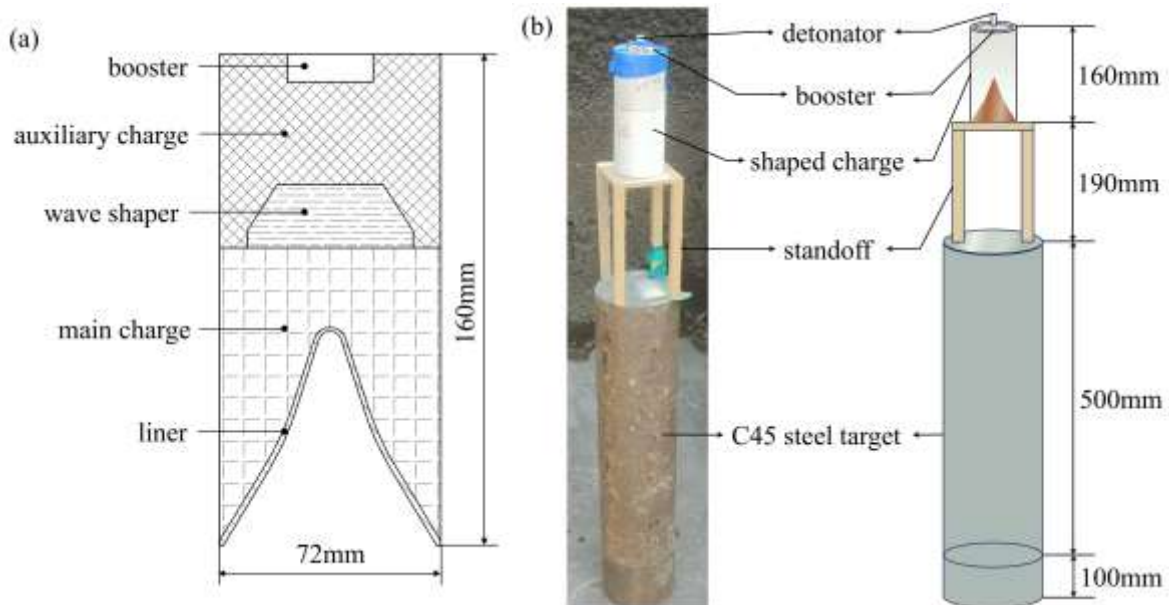 (a)
booster
auxiliary charge
wave shaper
main charge
liner
160mm
72mm
(b)
detonator
booster
shaped charge
standoff
C45 steel target
160mm
190mm
500mm
100mm